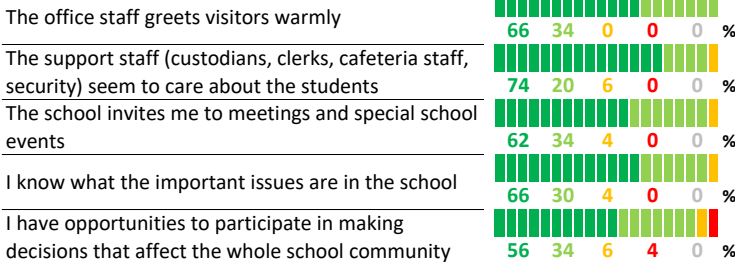 The office staff greets visitors warmly
66 34 0 0 0 %
The support staff (custodians, clerks, cafeteria staff,
security) seem to care about the students
74 20 6 0 0 %
The school invites me to meetings and special school
events
62 34 4 0 0 %
I know what the important issues are in the school
66 30 4 0 0 %
I have opportunities to participate in making
decisions that affect the whole school community
56 34 6 4 0 %